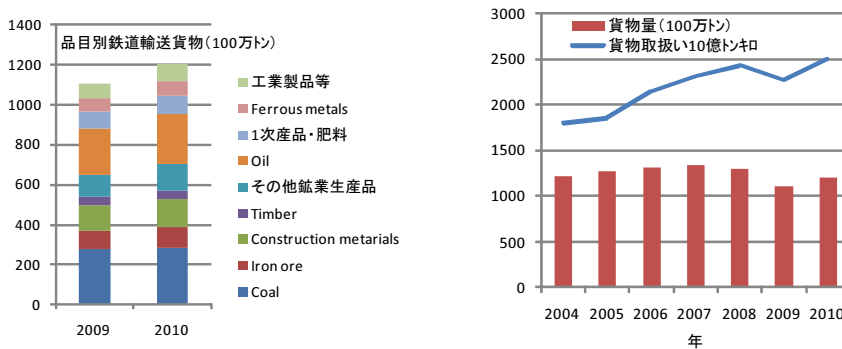 品目別鉄道輸送貨物(100万トン)
1400
1200
1000
800
600
400
200
0
2009
2010
工業製品等
Ferrous metals
1次産品・肥料
Oil
その他鉱業生産品
Timber
Construction metarials
Iron ore
Coal
3000
2500
2000
1500
1000
500
0
貨物量(100万トン)
貨物取扱い10億トンキロ
2004 2005 2006 2007 2008 2009 2010
年